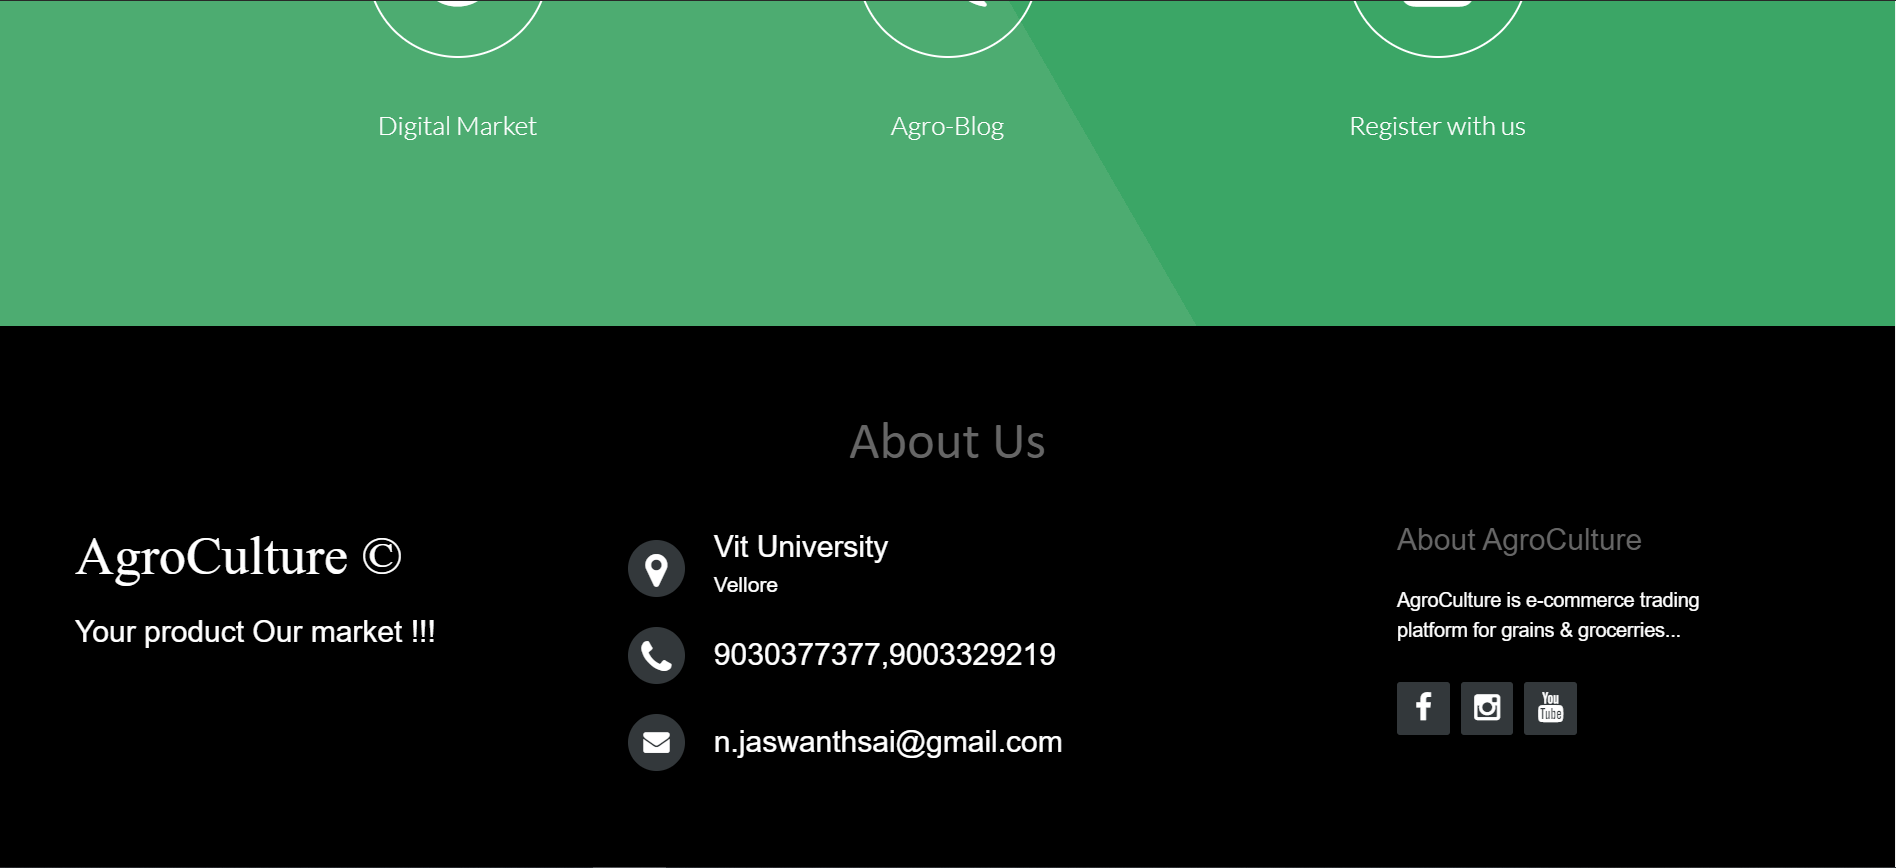 Digital Market
Agro-Blog
Register with us
About Us
AgroCulture ©
Your product Our market !!!
Vit University
Vellore
9030377377,9003329219
n.jaswanthsai@gmail.com
About AgroCulture
AgroCulture is e-commerce trading
platform for grains & grocerries...
You
Tube